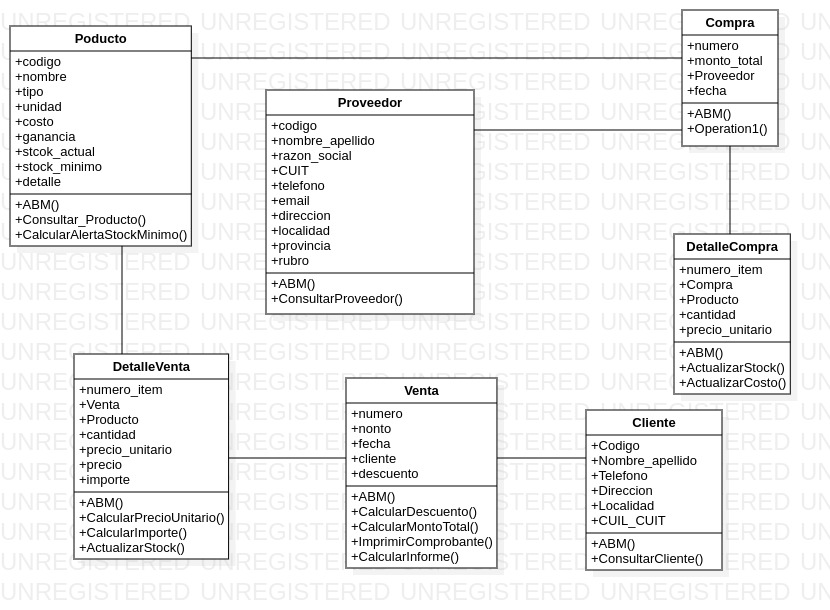 Poducto
+codigo
+nombre
+tipo
+unidad
+costo
+ganancia
+stcok_actual
+stock_minimo
+detalle
+ABM()
+Consultar_Producto()
+CalcularAlertaStockMinimo()
Proveedor
+codigo
+nombre_apellido
+razon_social
+CUIT
+telefono
+email
+direccion
+localidad
+provincia
+rubro
+ABM()
+ConsultarProveedor()
Compra
+numero
+monto_total
+Proveedor
+fecha
+ABM()
+Operation1()
DetalleCompra
+numero_item
+Compra
+Producto
+cantidad
+precio_unitario
+ABM()
+ActualizarStock()
+ActualizarCosto()
DetalleVenta
+numero_item
+Venta
+Producto
+cantidad
+precio_unitario
+precio
+importe
+ABM()
+CalcularPrecioUnitario()
+CalcularImporte()
+ActualizarStock()
Venta
+numero
+nonto
+fecha
+cliente
+descuento
+ABM()
+CalcularDescuento()
+CalcularMontoTotal()
+ImprimirComprobante()
+CalcularInforme()
Cliente
+Codigo
+Nombre_apellido
+Telefono
+Direccion
+Localidad
+CUIL_CUIT
+ABM()
+ConsultarCliente()
UNREGISTERED